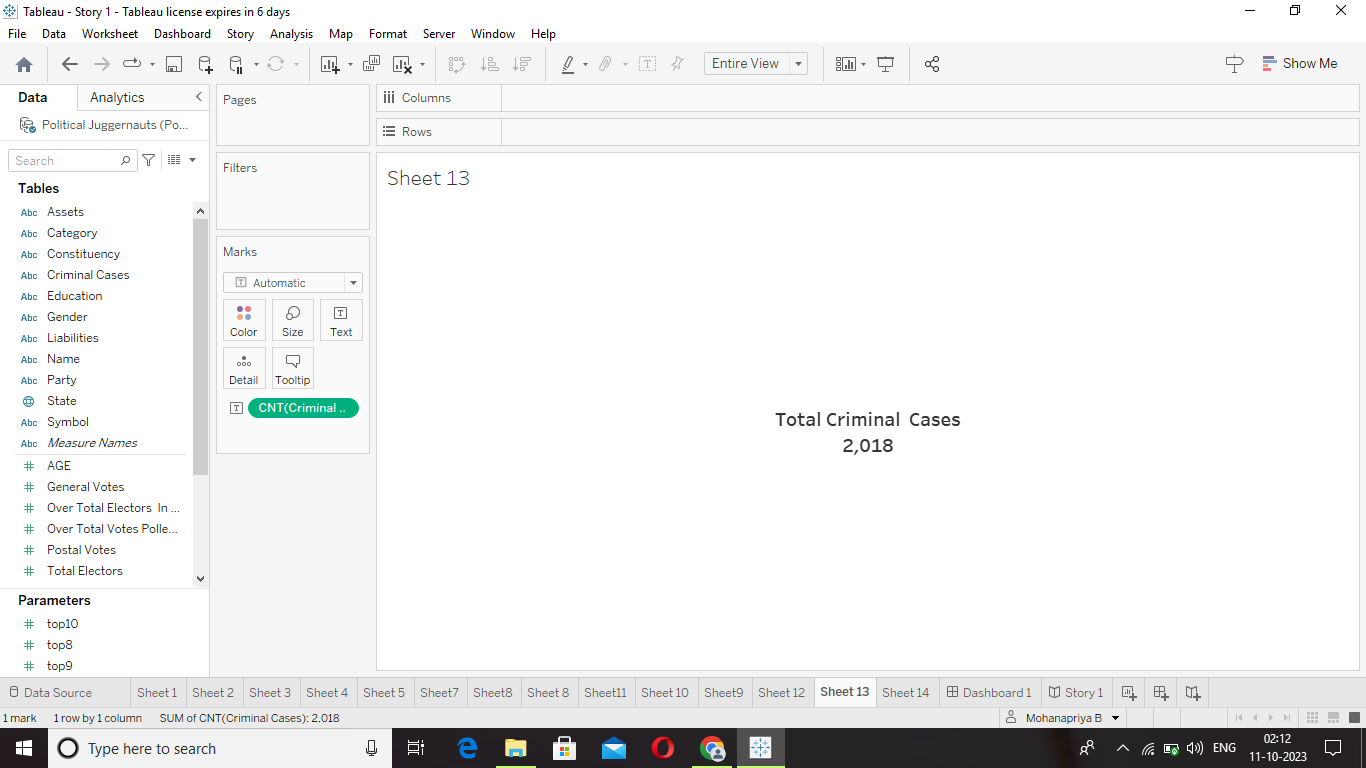 Tableau - Story 1 - Tableau license expires in 6 days
File Data Worksheet Dashboard Story Analysis Map Format Server Window Help
Entire View
Show Me
Data Analytics
Political Juggernauts (Po...
Search
Tables
Abc Assets
Abc Category
Abc Constituency
Abc Criminal Cases
Abc Education
Abc Gender
Abc Liabilities
Abc Name
Abc Party
State
Abc Symbol
Abc Measure Names
# AGE
# General Votes
# Over Total Electors In ...
# Over Total Votes Polle...
# Postal Votes
# Total Electors
Parameters
# top10
# top8
# top9
Pages
Filters
Marks
T Automatic
Color Size T Text
Detail Tooltip
T CNT(Criminal ..
Columns
Rows
Sheet 13
Total Criminal  Cases
2,018
Data Source Sheet 1 Sheet 2 Sheet 3 Sheet 4 Sheet 5 Sheet7 Sheet8 Sheet 8 Sheet11 Sheet 10 Sheet9 Sheet 12 Sheet 13 Sheet 14 Dashboard 1 Story 1
1 mark 1 row by 1 column SUM of CNT(Criminal Cases): 2,018 Mohanapriya B
Type here to search
ENG
02:12
11-10-2023